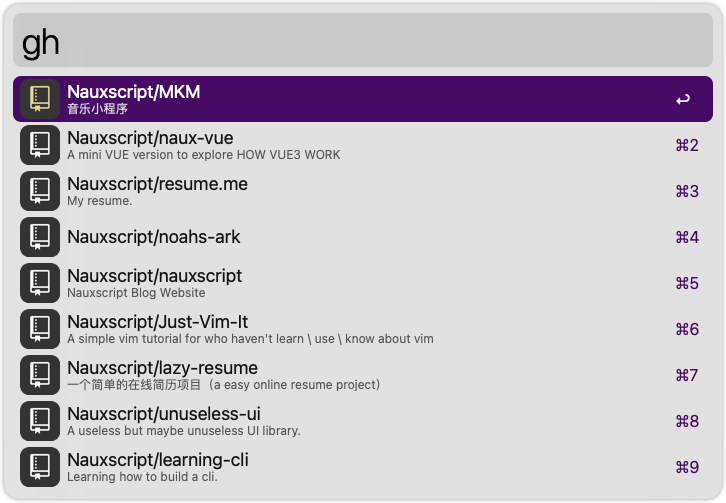 gh
Nauxscript/MKM
音乐小程序
↩
Nauxscript/naux-vue
A mini VUE version to explore HOW VUE3 WORK
⌘2
Nauxscript/resume.me
My resume.
⌘3
Nauxscript/noahs-ark
⌘4
Nauxscript/nauxscript
Nauxscript Blog Website
⌘5
Nauxscript/Just-Vim-It
A simple vim tutorial for who haven't learn \ use \ know about vim
⌘6
Nauxscript/lazy-resume
一个简单的在线简历项目（a easy online resume project）
⌘7
Nauxscript/unuseless-ui
A useless but maybe unuseless UI library.
⌘8
Nauxscript/learning-cli
Learning how to build a cli.
⌘9